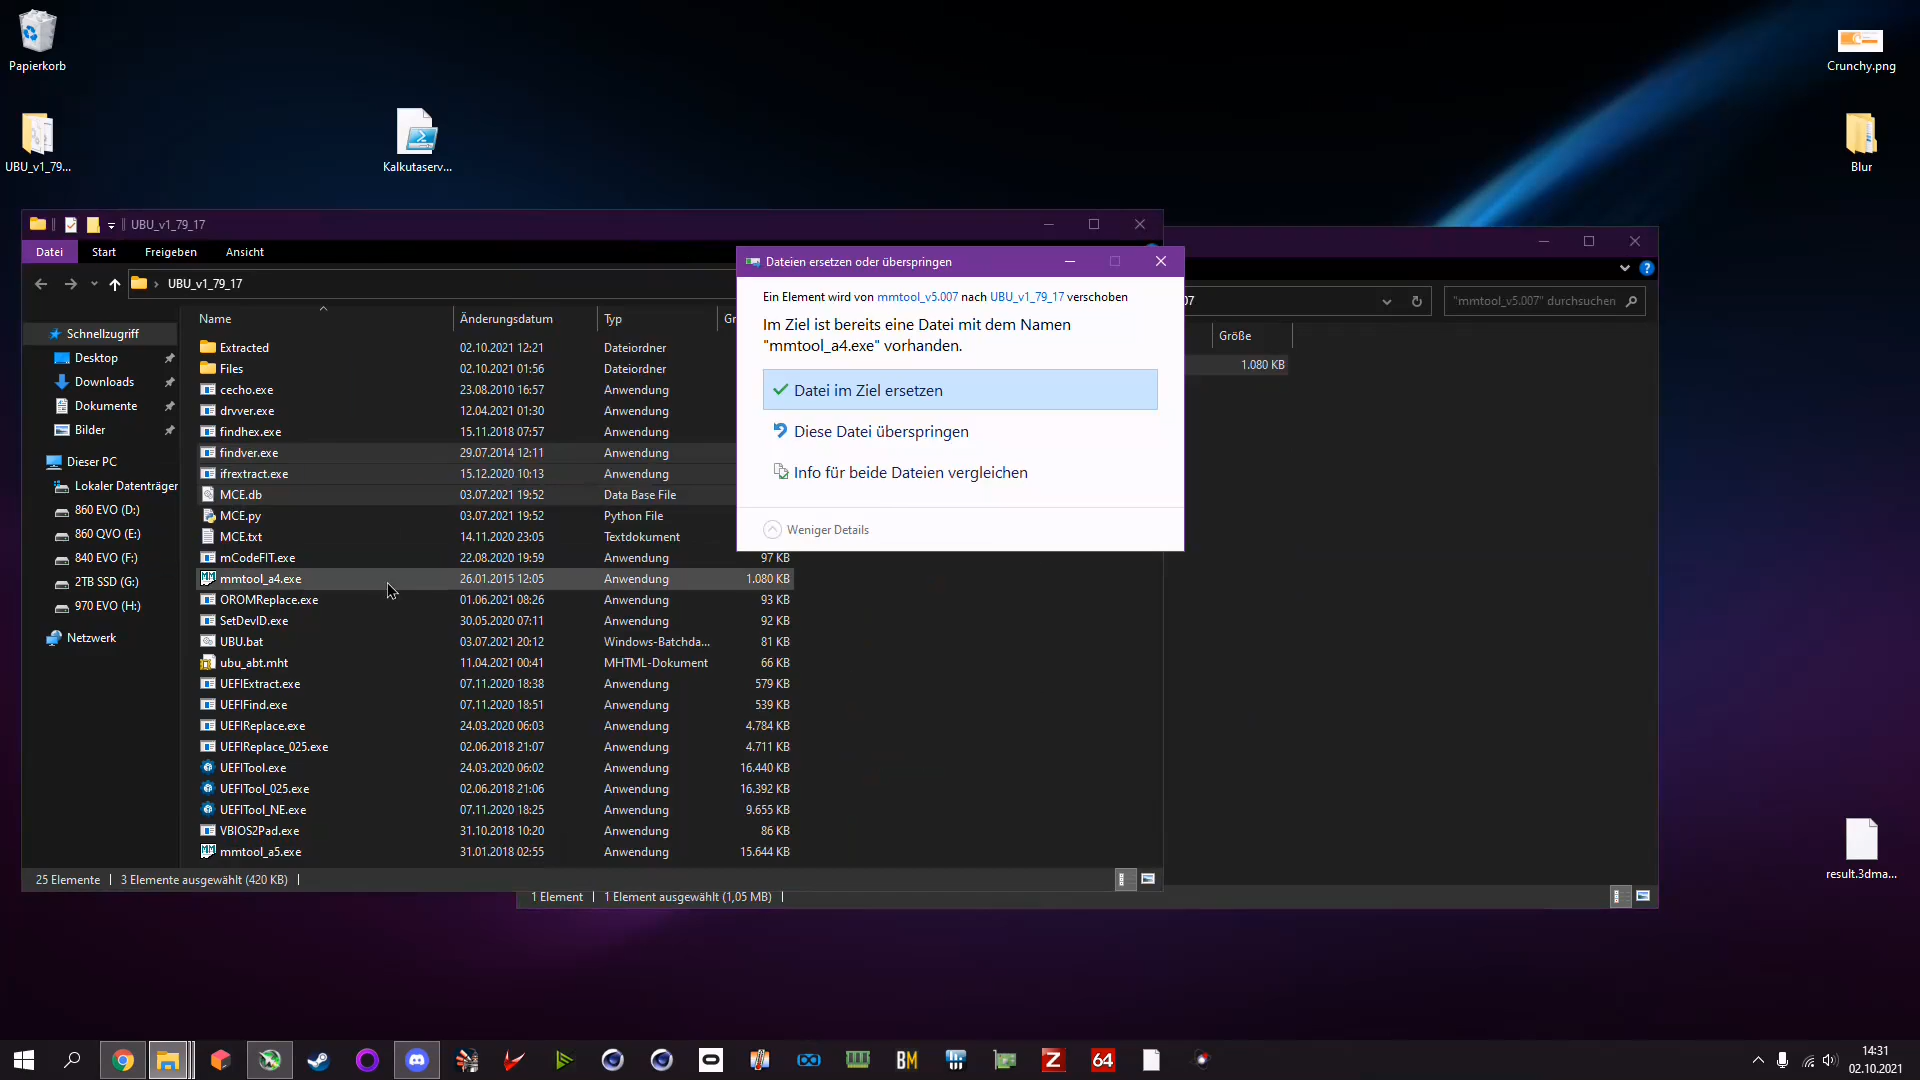 Papierkorb
UBU_v1_79...
Kalkutaserv...
Crunchy.png
Blur
UBU_v1_79_17
Datei
Start
Freigeben
Ansicht
UBU_v1_79_17
Name
Änderungsdatum
Typ
Gr
Schnellzugriff
Desktop
Downloads
Dokumente
Bilder
Dieser PC
Lokaler Datenträger
860 EVO (D:)
860 QVO (E:)
840 EVO (F:)
2TB SSD (G:)
970 EVO (H:)
Netzwerk
Extracted 02.10.2021 12:21 Dateiordner
Files 02.10.2021 01:56 Dateiordner
cecho.exe 23.08.2010 16:57 Anwendung
drvver.exe 12.04.2021 01:30 Anwendung
findhex.exe 15.11.2018 07:57 Anwendung
findver.exe 29.07.2014 12:11 Anwendung
ifrextract.exe 15.12.2020 10:13 Anwendung
MCE.db 03.07.2021 19:52 Data Base File
MCE.py 03.07.2021 19:52 Python File
MCE.txt 14.11.2020 23:05 Textdokument
mCodeFIT.exe 22.08.2020 19:59 Anwendung 97 KB
mmtool_a4.exe 26.01.2015 12:05 Anwendung 1.080 KB
OROMReplace.exe 01.06.2021 08:26 Anwendung 93 KB
SetDevID.exe 30.05.2020 07:11 Anwendung 92 KB
UBU.bat 03.07.2021 20:12 Windows-Batchda... 81 KB
ubu_abt.mht 11.04.2021 00:41 MHTML-Dokument 66 KB
UEFIExtract.exe 07.11.2020 18:38 Anwendung 579 KB
UEFIFind.exe 07.11.2020 18:51 Anwendung 539 KB
UEFIReplace.exe 24.03.2020 06:03 Anwendung 4.784 KB
UEFIReplace_025.exe 02.06.2018 21:07 Anwendung 4.711 KB
UEFITool.exe 24.03.2020 06:02 Anwendung 16.440 KB
UEFITool_025.exe 02.06.2018 21:06 Anwendung 16.392 KB
UEFITool_NE.exe 07.11.2020 18:25 Anwendung 9.655 KB
VBIOS2Pad.exe 31.10.2018 10:20 Anwendung 86 KB
mmtool_a5.exe 31.01.2018 02:55 Anwendung 15.644 KB
25 Elemente
3 Elemente ausgewählt (420 KB)
Dateien ersetzen oder überspringen
Ein Element wird von mmtool_v5.007 nach UBU_v1_79_17 verschoben
Im Ziel ist bereits eine Datei mit dem Namen
"mmtool_a4.exe" vorhanden.
Datei im Ziel ersetzen
Diese Datei überspringen
Info für beide Dateien vergleichen
Weniger Details
07
"mmtool_v5.007" durchsuchen
Größe
1.080 KB
1 Element
1 Element ausgewählt (1,05 MB)
result.3dma...
BM
Z
64
14:31
02.10.2021